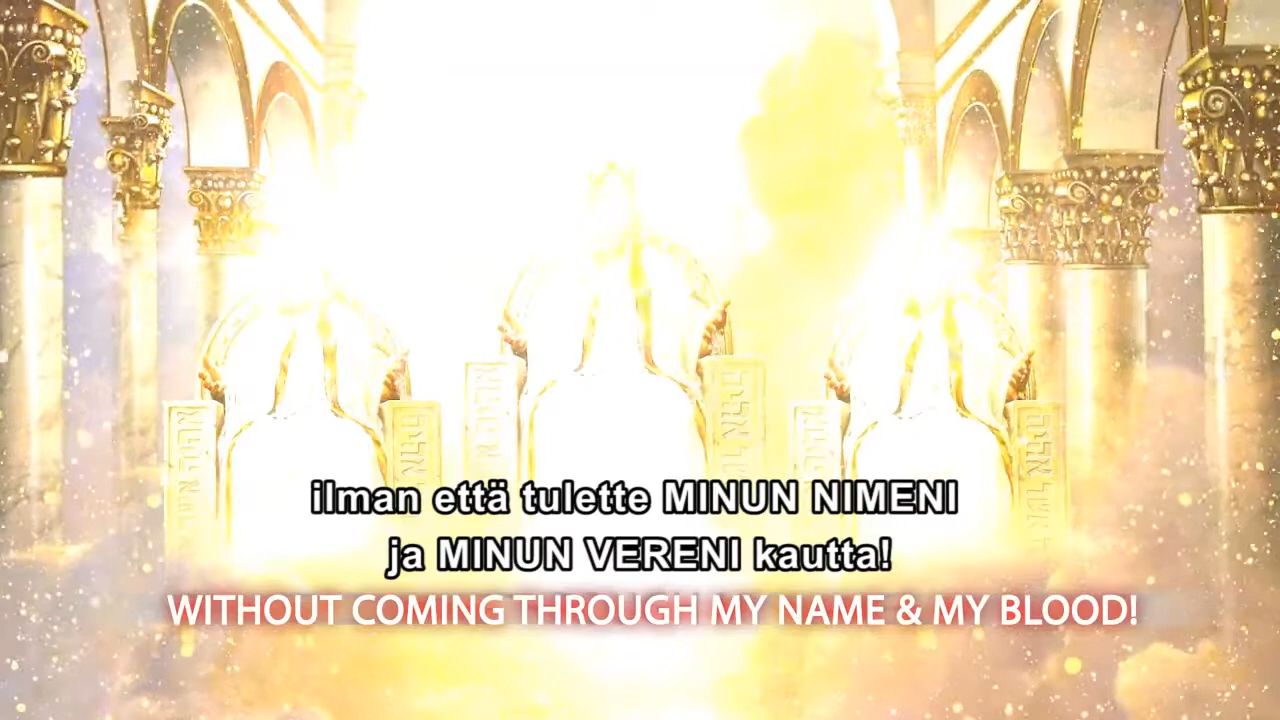 ilman että tulette MINUN NIMENI
ja MINUN VERENI kautta!
WITHOUT COMING THROUGH MY NAME & MY BLOOD!